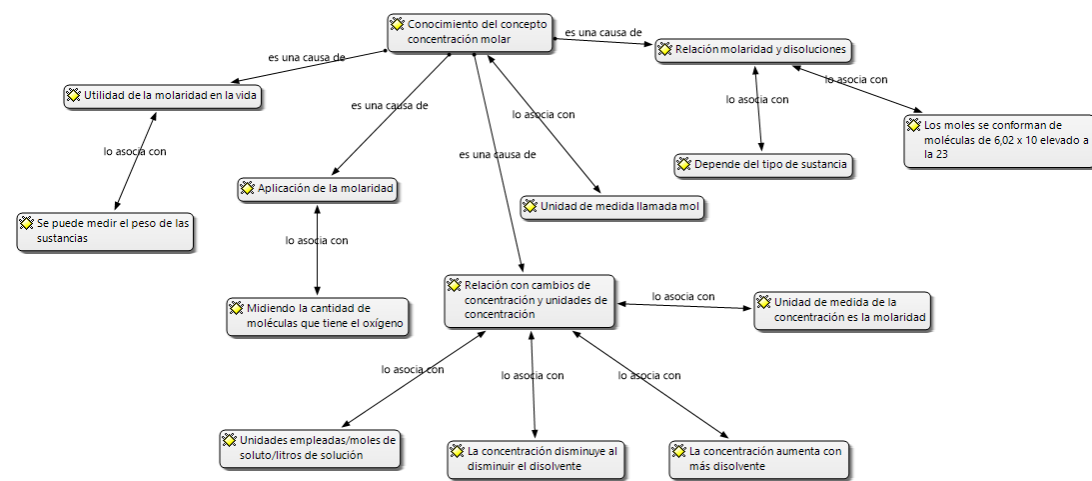 Conocimiento del concepto
concentración molar
es una causa de
Relación molaridad y disoluciones
es una causa de
Utilidad de la molaridad en la vida
lo asocia con
es una causa de
lo asocia con
lo asocia con
Los moles se conforman de
moléculas de 6,02 x 10 elevado a
la 23
lo asocia con
es una causa de
Depende del tipo de sustancia
Aplicación de la molaridad
Unidad de medida llamada mol
Se puede medir el peso de las
sustancias
lo asocia con
Relación con cambios de
concentración y unidades de
concentración
lo asocia con
Unidad de medida de la
concentración es la molaridad
Midiendo la cantidad de
moléculas que tiene el oxígeno
lo asocia con
lo asocia con
lo asocia con
Unidades empleadas/moles de
soluto/litros de solución
La concentración disminuye al
disminuir el disolvente
La concentración aumenta con
más disolvente